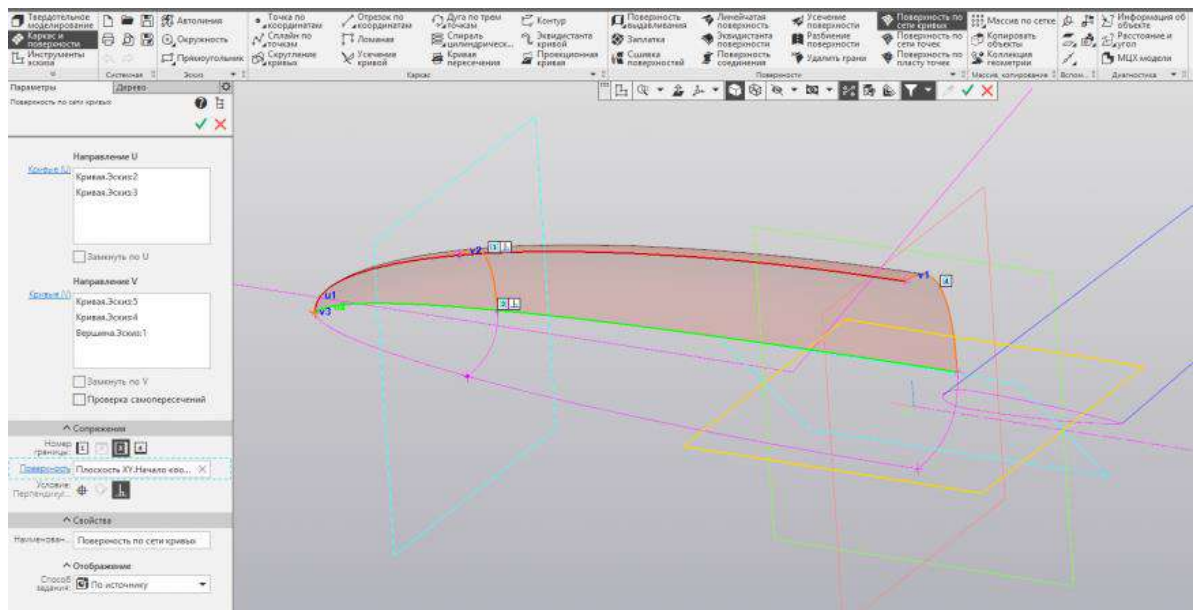 Твердотельное моделирование
Каркас и поверхности
Инструменты эскиза
Системная
Автолиния
Окружность
Прямоугольник
Эскиз
Точка по координатам
Сплайн по точкам
Скругление кривых
Отрезок по координатам
Ломаная
Усечение кривой
Дуга по трем точкам
Спираль цилиндрическ...
Кривая пересечения
Контур
Эквидистанта кривой
Проекционная кривая
Каркас
Поверхность выдавливания
Заплатка
Сшивка поверхностей
Линейчатая поверхность
Эквидистанта поверхности
Поверхность соединения
Усечение поверхности
Разбиение поверхности
Удалить грани
Поверхность по сети кривых
Поверхность по сети точек
Поверхность по пласту точек
Поверхности
Массив по сетке
Копировать объекты
Коллекция геометрии
Массив, копирование
Вспом...
Информация об объекте
Расстояние и угол
МЦХ модели
Диагностика
Параметры
Дерево
Поверхность по сети кривых
Направление U
Кривые (U)
Кривая.Эскиз:2
Кривая.Эскиз:3
Замкнуть по U
Направление V
Кривые (V)
Кривая.Эскиз:5
Кривая.Эскиз:4
Вершина.Эскиз:1
Замкнуть по V
Проверка самопересечений
Сопряжения
Номер границы:
1
3
4
Поверхность
Плоскость XY.Начало коо...
Условие:
Перпендикул...
Свойства
Наименован...
Поверхность по сети кривых
Отображение
Способ задания:
По источнику
v2
v1
u1
v3